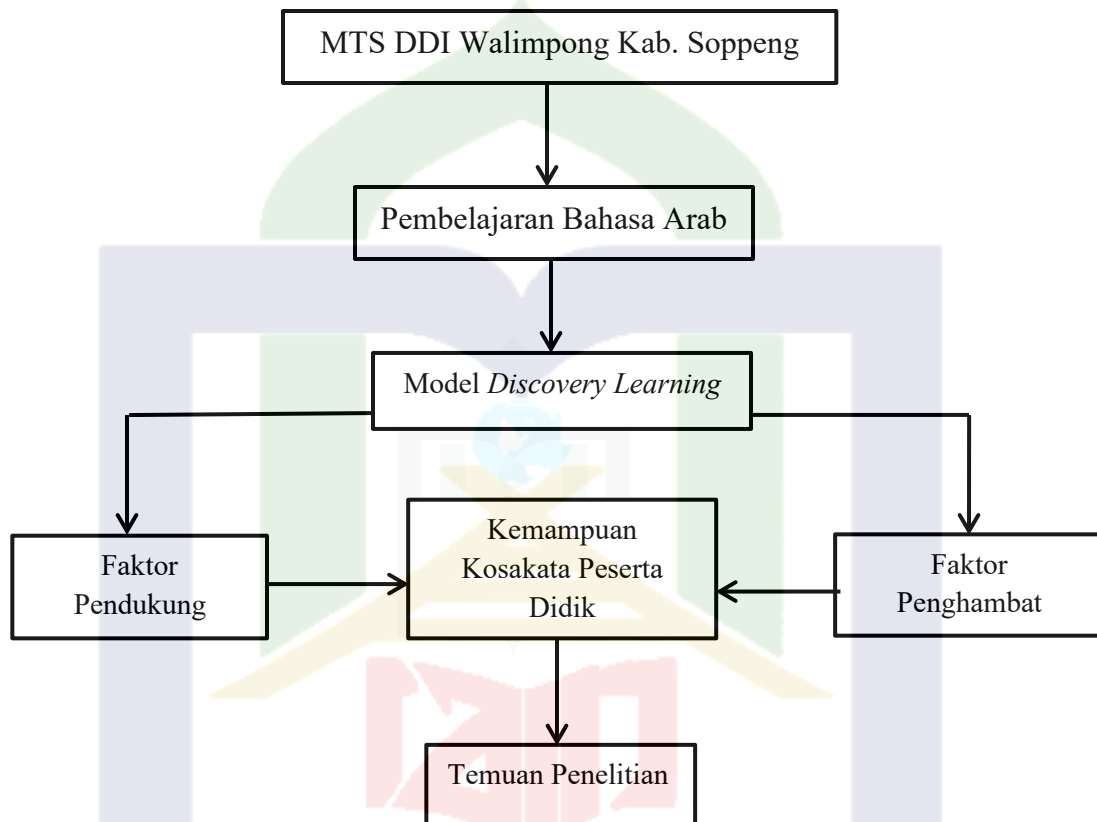 MTS DDI Walimpong Kab. Soppeng
Pembelajaran Bahasa Arab
Model Discovery Learning
Faktor
Pendukung
Kemampuan
Kosakata Peserta
Didik
Faktor
Penghambat
Temuan Penelitian